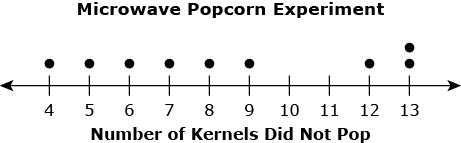 Microwave Popcorn Experiment
4 5 6 7 8 9 10 11 12 13
Number of Kernels Did Not Pop